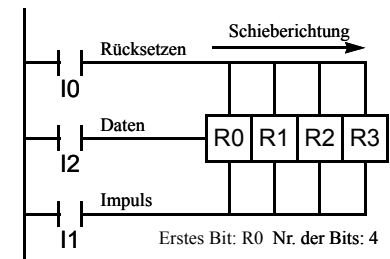 Schieberichtung
Rücksetzen
I0
Daten
R0 R1 R2 R3
I2
Impuls
I1
Erstes Bit: R0 Nr. der Bits: 4